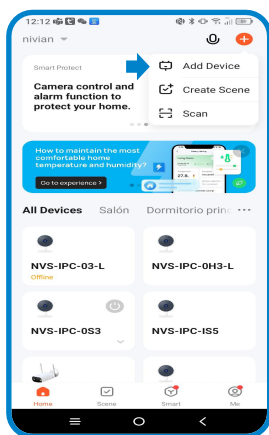 12:12
nivian
Smart Protect
Camera control and
alarm function to
protect your home.
Add Device
Create Scene
Scan
How to maintain the most
comfortable home
temperature and humidity?
Go to experience >
All Devices Salón Dormitorio prin
NVS-IPC-03-L
Offline
NVS-IPC-0H3-L
NVS-IPC-0S3
NVS-IPC-IS5
Home Scene Smart Me